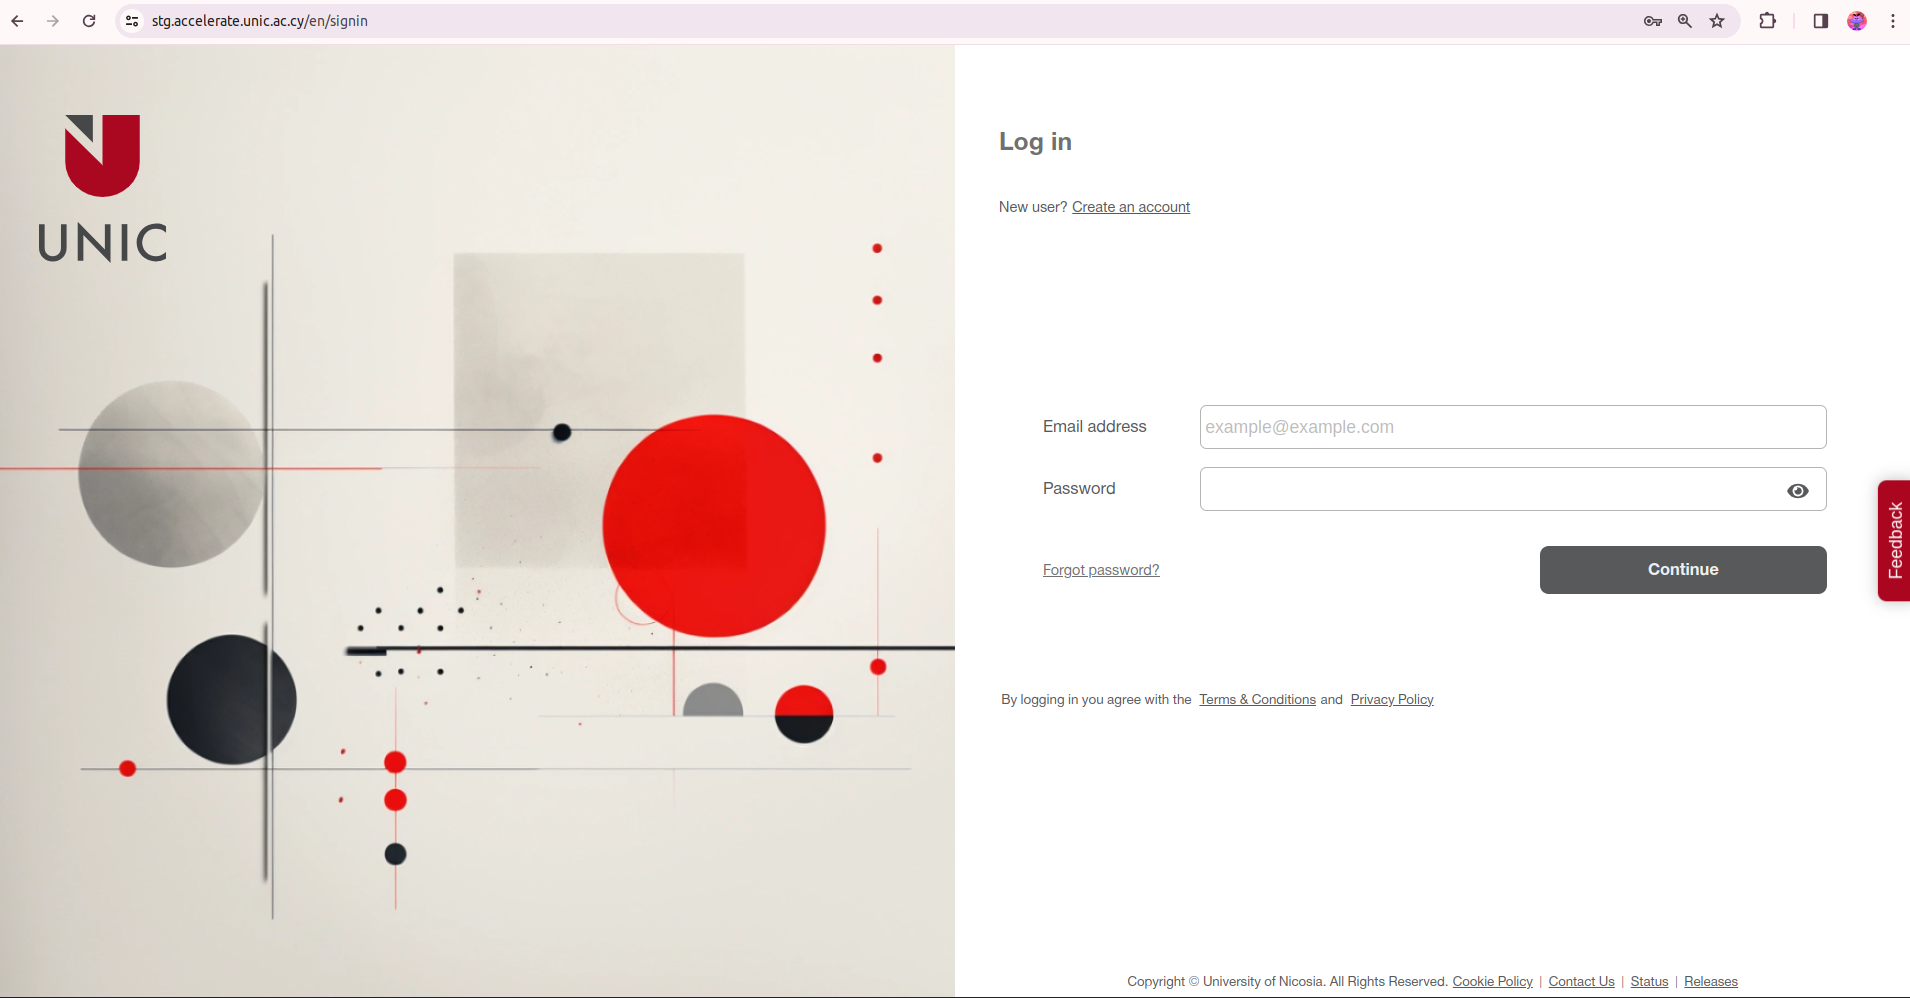 stg.accelerate.unic.ac.cy/en/signin
UNIC
Log in
New user? Create an account
Email address
example@example.com
Password
Forgot password?
Continue
Feedback
By logging in you agree with the Terms & Conditions and Privacy Policy
Copyright © University of Nicosia. All Rights Reserved. Cookie Policy | Contact Us | Status | Releases